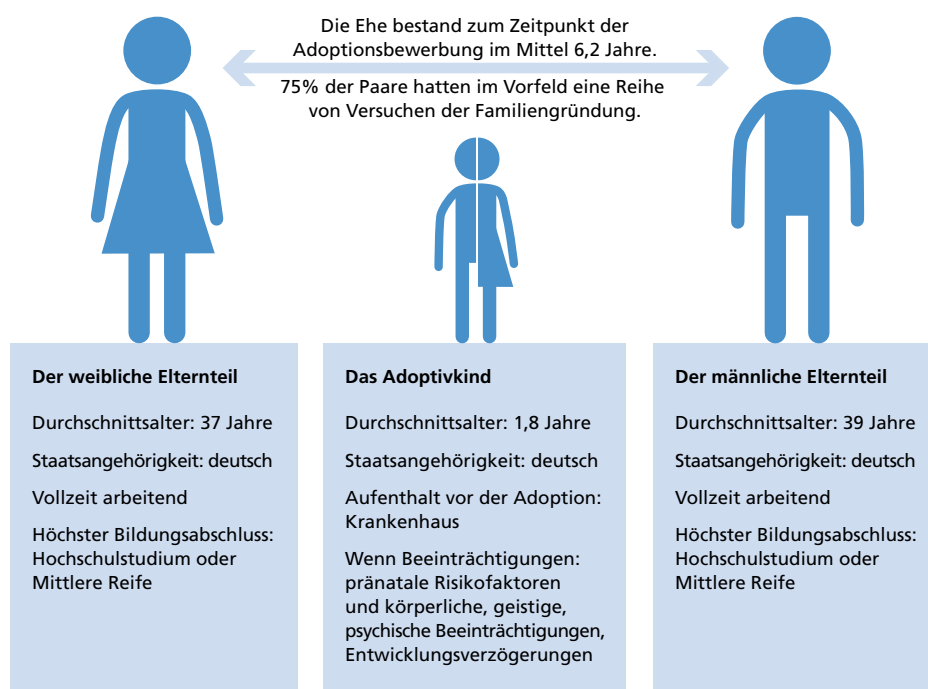 Die Ehe bestand zum Zeitpunkt der
Adoptionsbewerbung im Mittel 6,2 Jahre.
75% der Paare hatten im Vorfeld eine Reihe
von Versuchen der Familiengründung.
Der weibliche Elternteil
Durchschnittsalter: 37 Jahre
Staatsangehörigkeit: deutsch
Vollzeit arbeitend
Höchster Bildungsabschluss:
Hochschulstudium oder
Mittlere Reife
Das Adoptivkind
Durchschnittsalter: 1,8 Jahre
Staatsangehörigkeit: deutsch
Aufenthalt vor der Adoption:
Krankenhaus
Wenn Beeinträchtigungen:
pränatale Risikofaktoren
und körperliche, geistige,
psychische Beeinträchtigungen,
Entwicklungsverzögerungen
Der männliche Elternteil
Durchschnittsalter: 39 Jahre
Staatsangehörigkeit: deutsch
Vollzeit arbeitend
Höchster Bildungsabschluss:
Hochschulstudium oder
Mittlere Reife